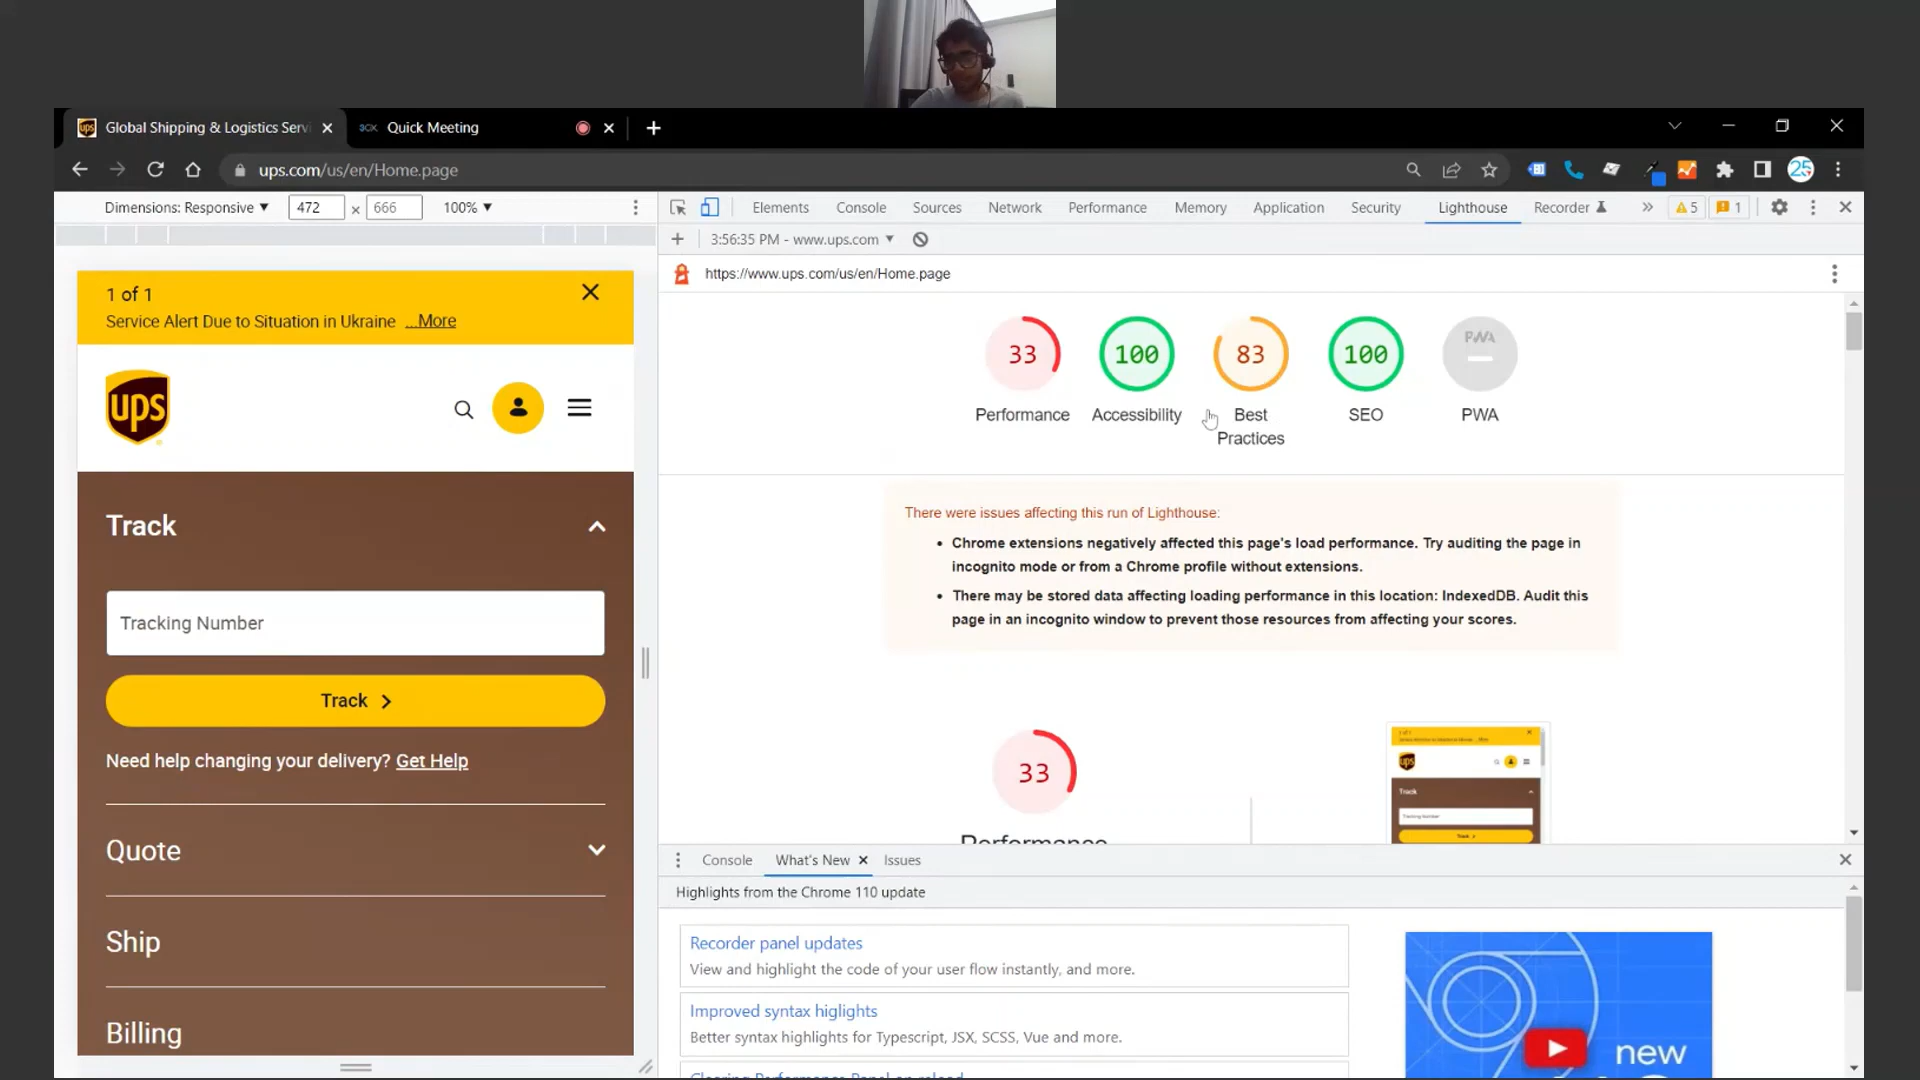 Global Shipping & Logistics Servi
Quick Meeting
ups.com/us/en/Home.page
25
Dimensions: Responsive
472
x
666
100%
Elements
Console
Sources
Network
Performance
Memory
Application
Security
Lighthouse
Recorder
5
1
3:56:35 PM - www.ups.com
https://www.ups.com/us/en/Home.page
1 of 1
Service Alert Due to Situation in Ukraine ...More
ups
Track
Tracking Number
Track
Need help changing your delivery? Get Help
Quote
Ship
Billing
33
100
83
100
PWA
Performance
Accessibility
Best
Practices
SEO
PWA
There were issues affecting this run of Lighthouse:
• Chrome extensions negatively affected this page's load performance. Try auditing the page in
incognito mode or from a Chrome profile without extensions.
• There may be stored data affecting loading performance in this location: IndexedDB. Audit this
page in an incognito window to prevent those resources from affecting your scores.
33
Performance
Track
Console
What's New
Issues
Highlights from the Chrome 110 update
Recorder panel updates
View and highlight the code of your user flow instantly, and more.
Improved syntax higlights
Better syntax highlights for Typescript, JSX, SCSS, Vue and more.
Clearing Performance Panel on reload
new